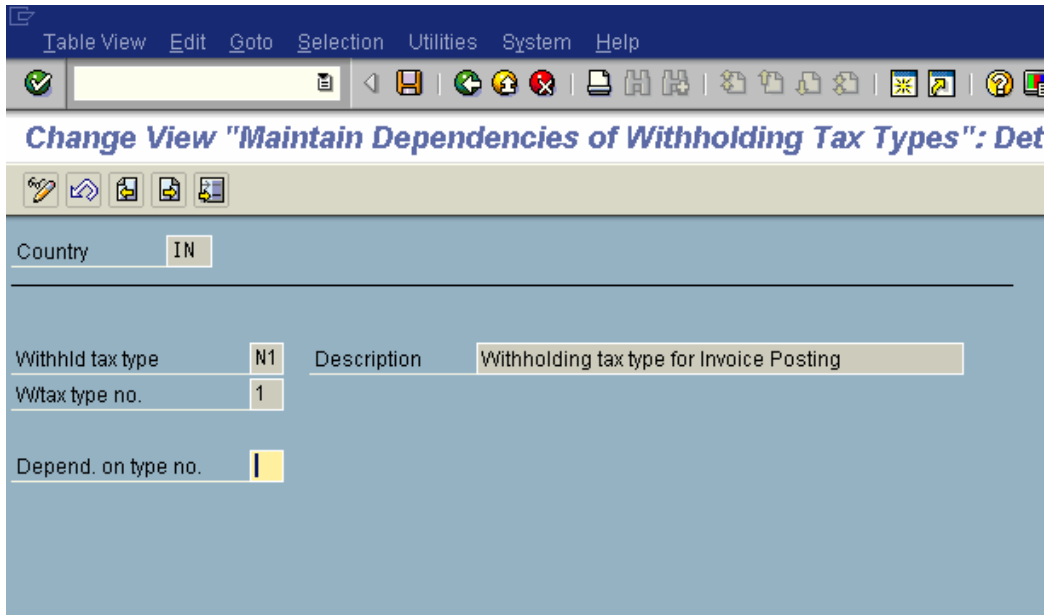 Table View Edit Goto Selection Utilities System Help
Change View "Maintain Dependencies of Withholding Tax Types": Det
Country IN
Withhld tax type N1 Description Withholding tax type for Invoice Posting
W/tax type no. 1
Depend. on type no.